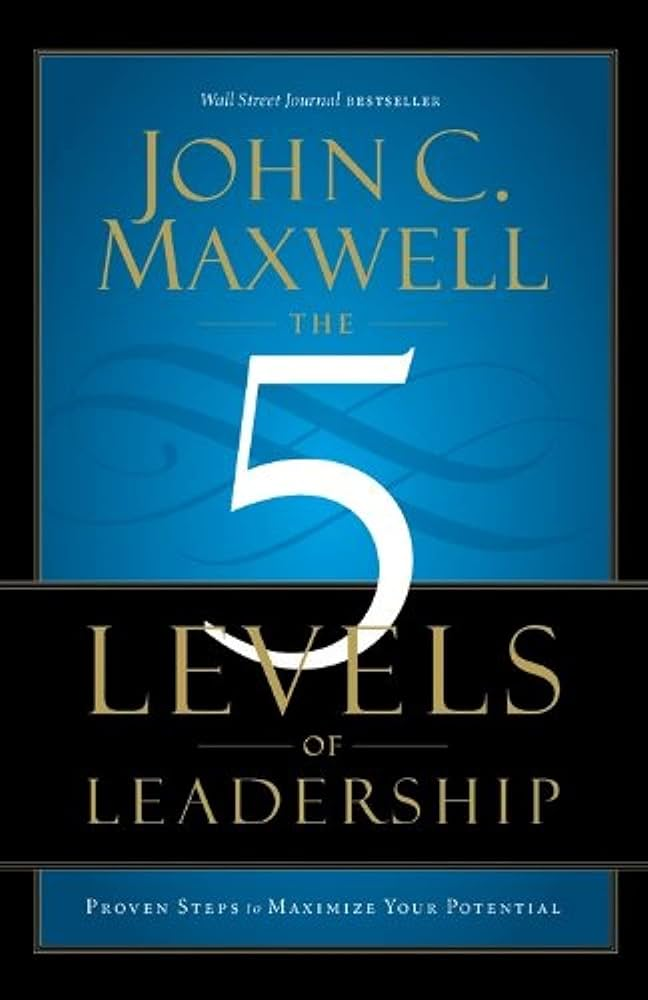 Wall Street Journal BESTSELLER
JOHN C.
MAXWELL
THE
5
LEVELS
OF
LEADERSHIP
PROVEN STEPS to MAXIMIZE YOUR POTENTIAL